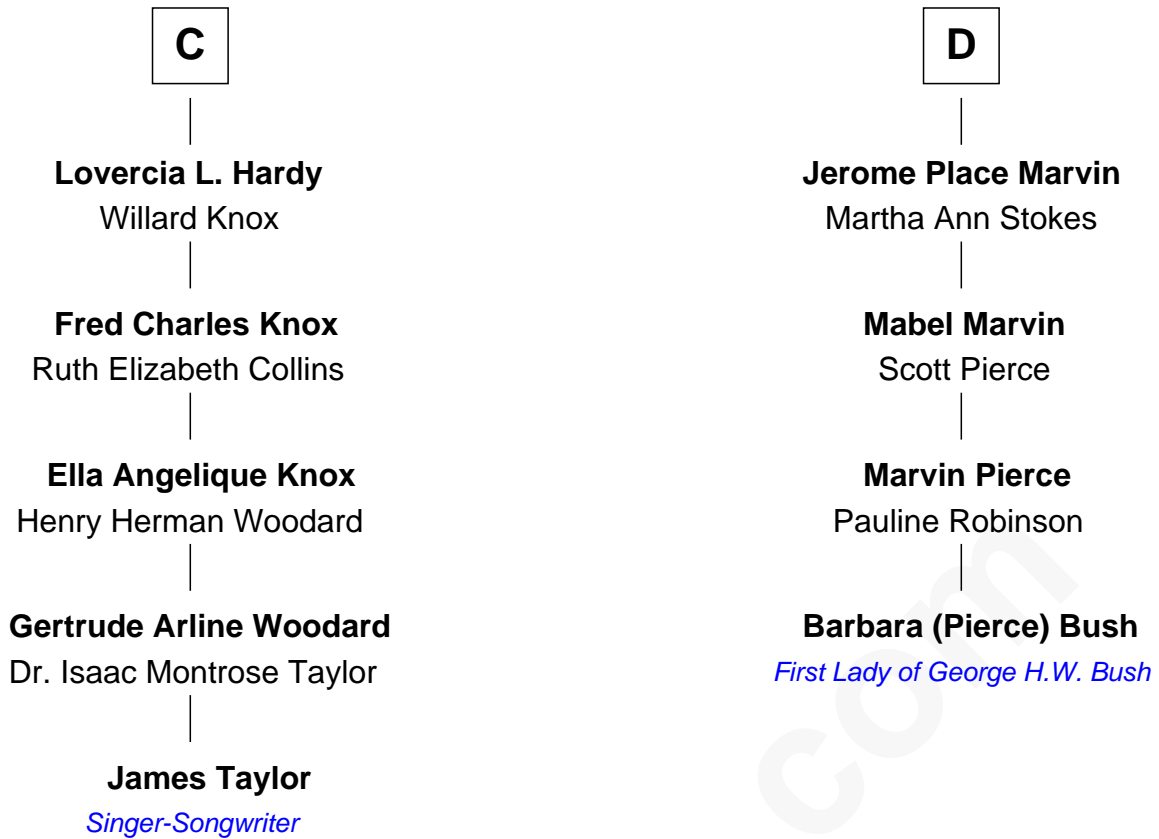 C
Lovercia L. Hardy
Willard Knox
Fred Charles Knox
Ruth Elizabeth Collins
Ella Angelique Knox
Henry Herman Woodard
Gertrude Arline Woodard
Dr. Isaac Montrose Taylor
James Taylor
Singer-Songwriter
D
Jerome Place Marvin
Martha Ann Stokes
Mabel Marvin
Scott Pierce
Marvin Pierce
Pauline Robinson
Barbara (Pierce) Bush
First Lady of George H.W. Bush
com